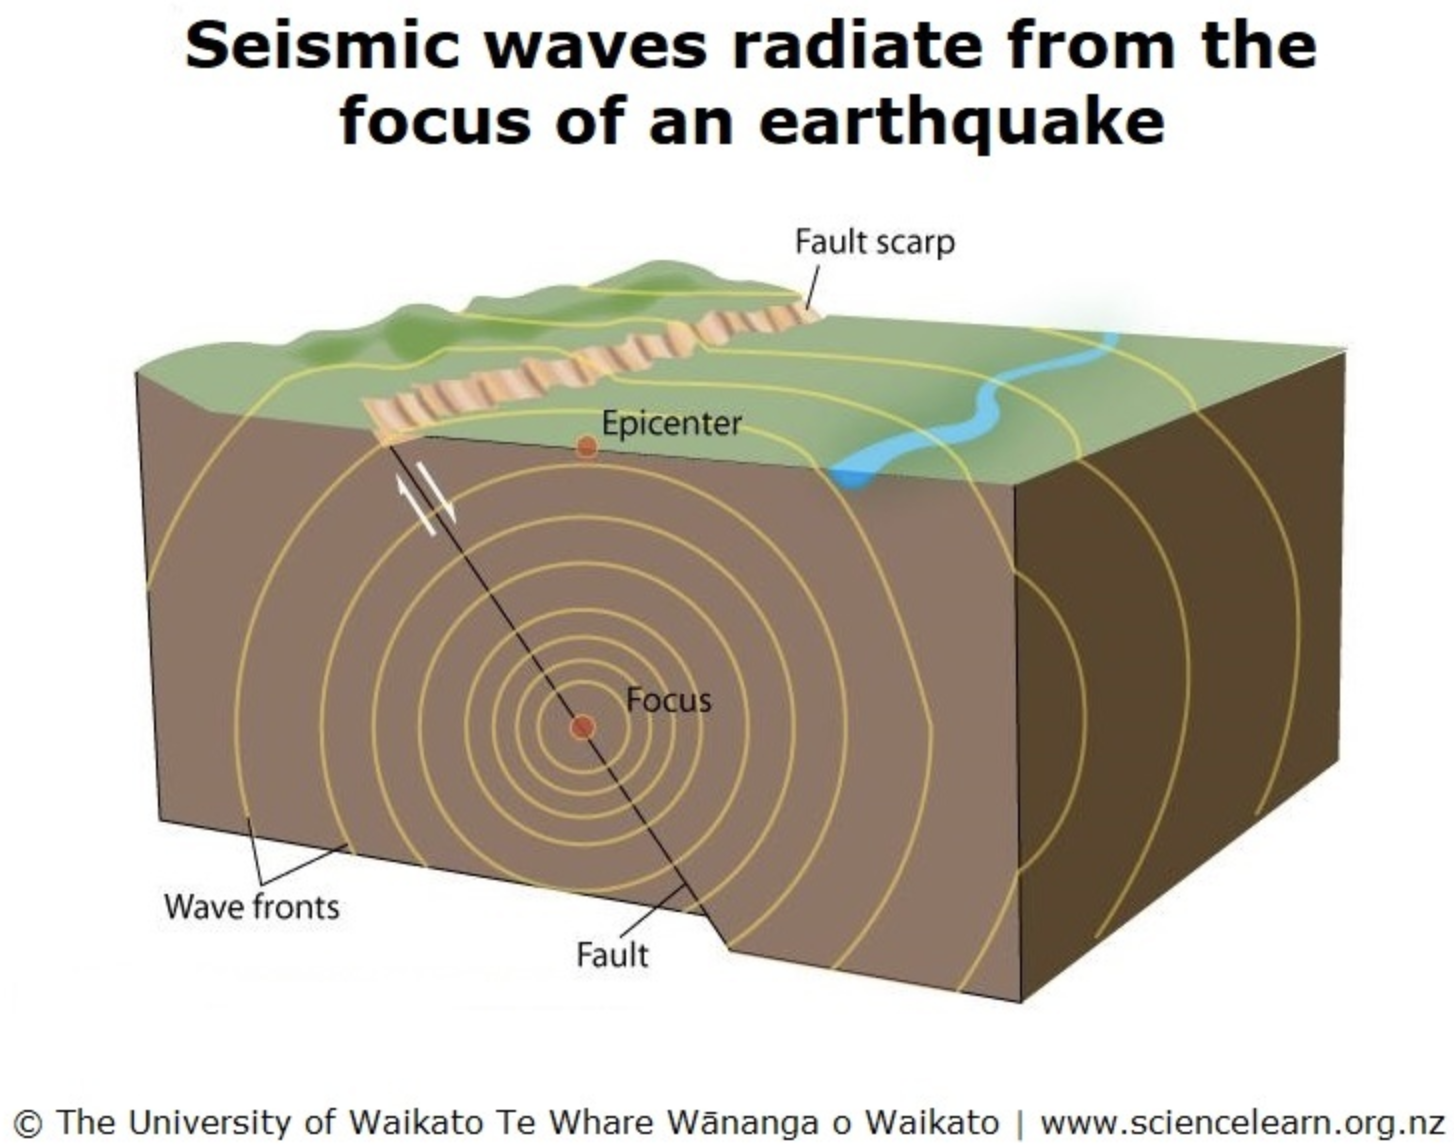 Seismic waves radiate from the
focus of an earthquake
Fault scarp
Epicenter
Focus
Wave fronts
Fault
© The University of Waikato Te Whare Wānanga o Waikato | www.sciencelearn.org.nz